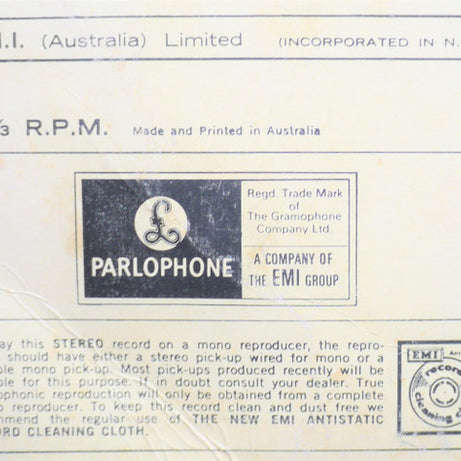 .I. (Australia) Limited (INCORPORATED IN N.
⅓ R.P.M. Made and Printed in Australia
£
PARLOPHONE
Regd. Trade Mark
of
The Gramophone
Company Ltd.
A COMPANY OF
THE EMI GROUP
ay this STEREO record on a mono reproducer, the repro-
should have either a stereo pick-up wired for mono or a
ble mono pick-up. Most pick-ups produced recently will be
ble for this purpose. If in doubt consult your dealer. True
ophonic reproduction will only be obtained from a complete
o reproducer. To keep this record clean and dust free we
mmend the regular use of THE NEW EMI ANTISTATIC
ORD CLEANING CLOTH.
EMI
record
cleaning